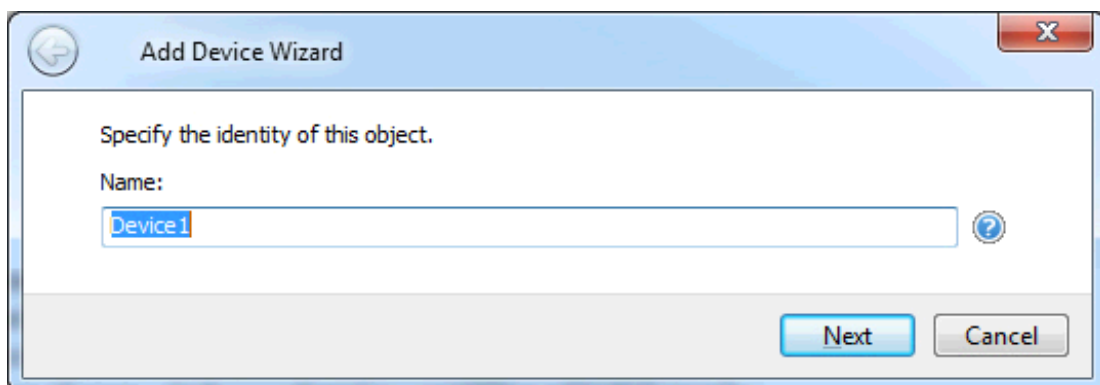 Add Device Wizard
Specify the identity of this object.
Name:
Device1
Next
Cancel